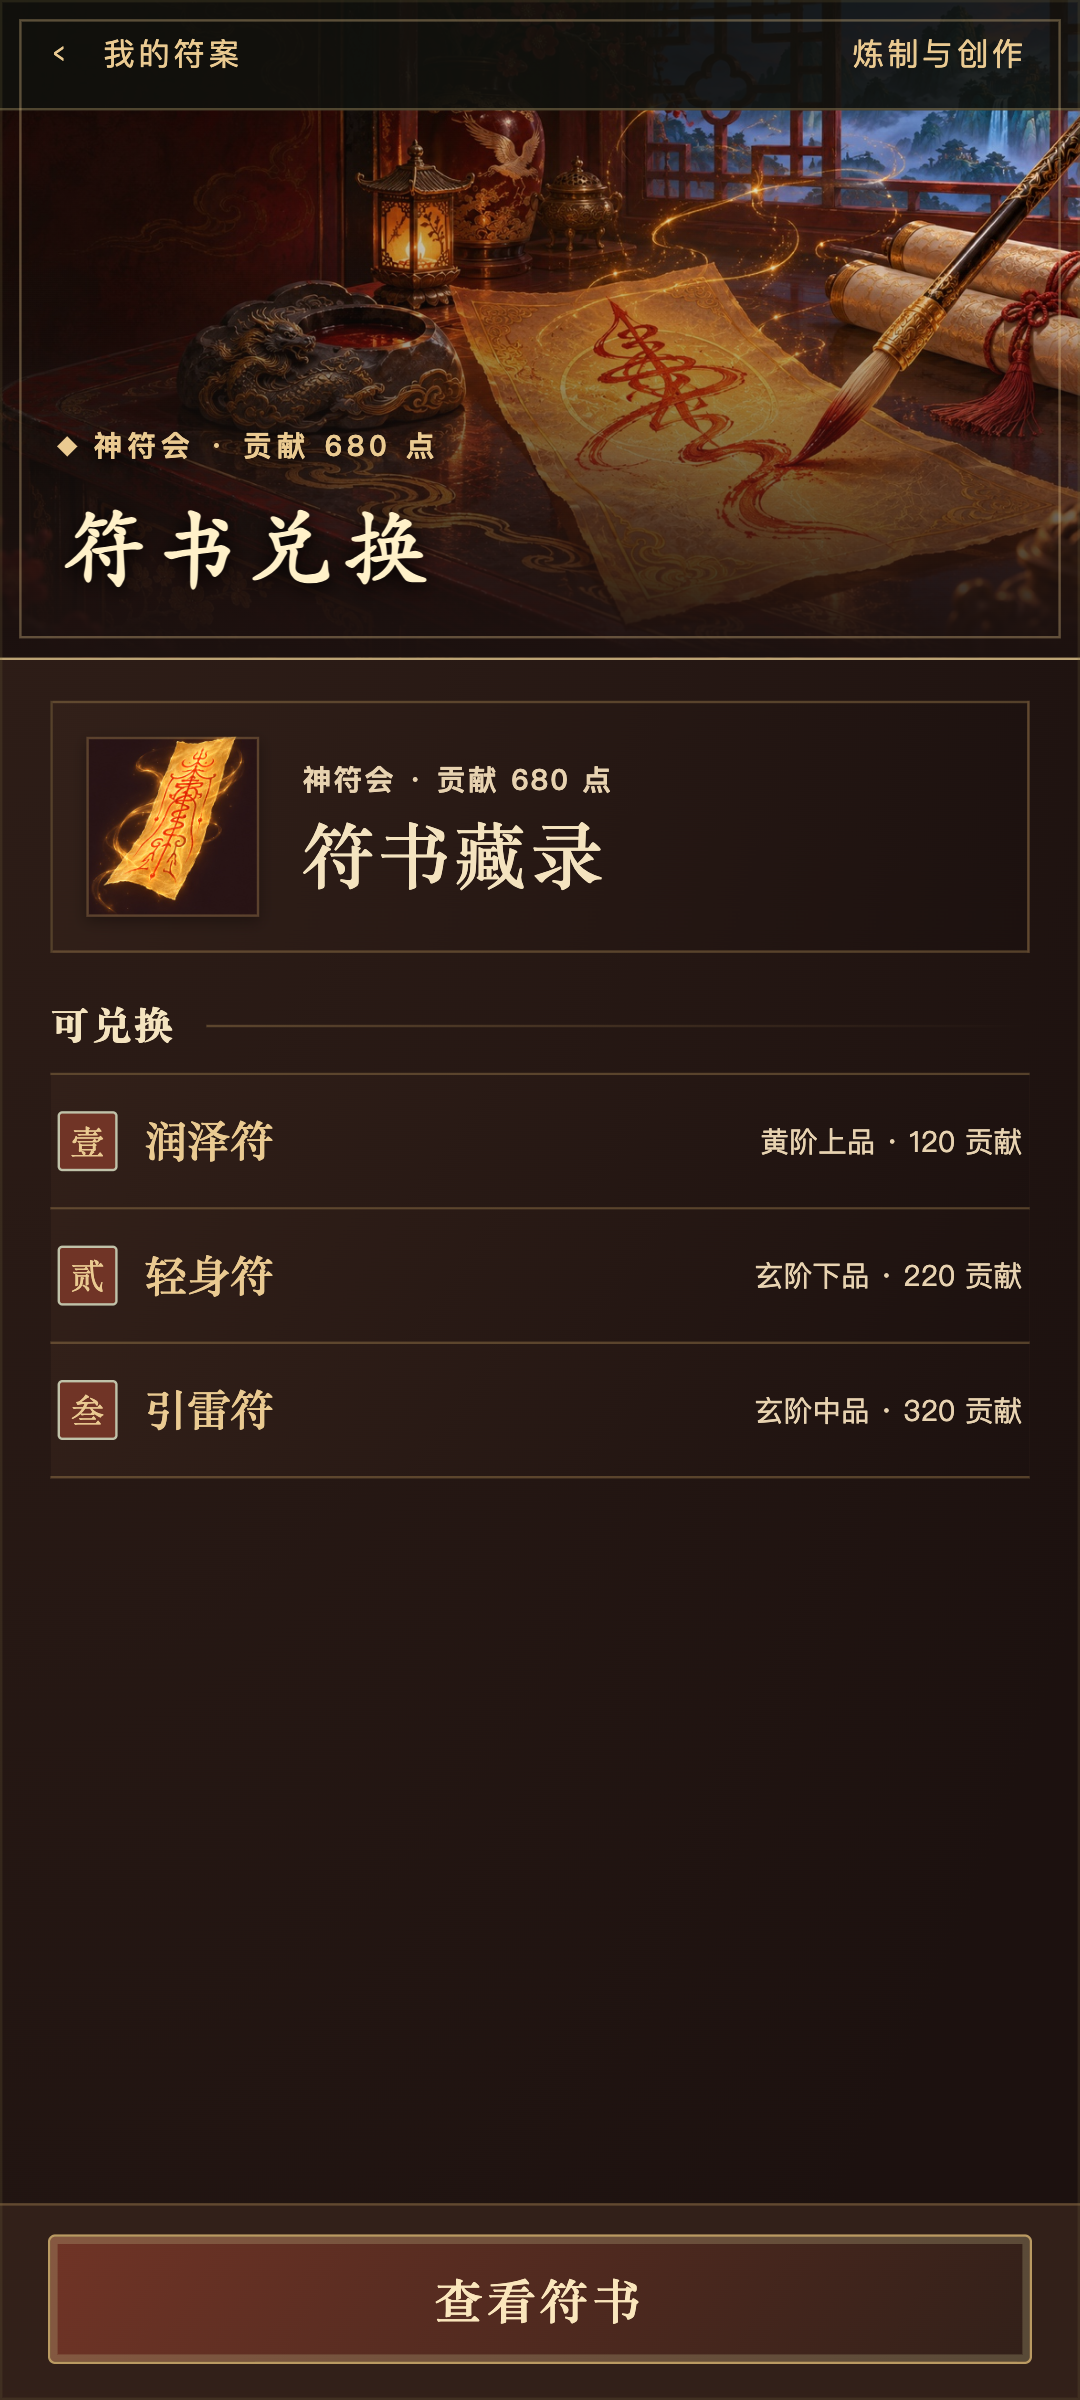 < 我的符案 炼制与创作
◆ 神符会 · 贡献 680 点
符书兑换
神符会 · 贡献 680 点
符书藏录
可兑换
壹 润泽符 黄阶上品 · 120 贡献
贰 轻身符 玄阶下品 · 220 贡献
叁 引雷符 玄阶中品 · 320 贡献
查看符书